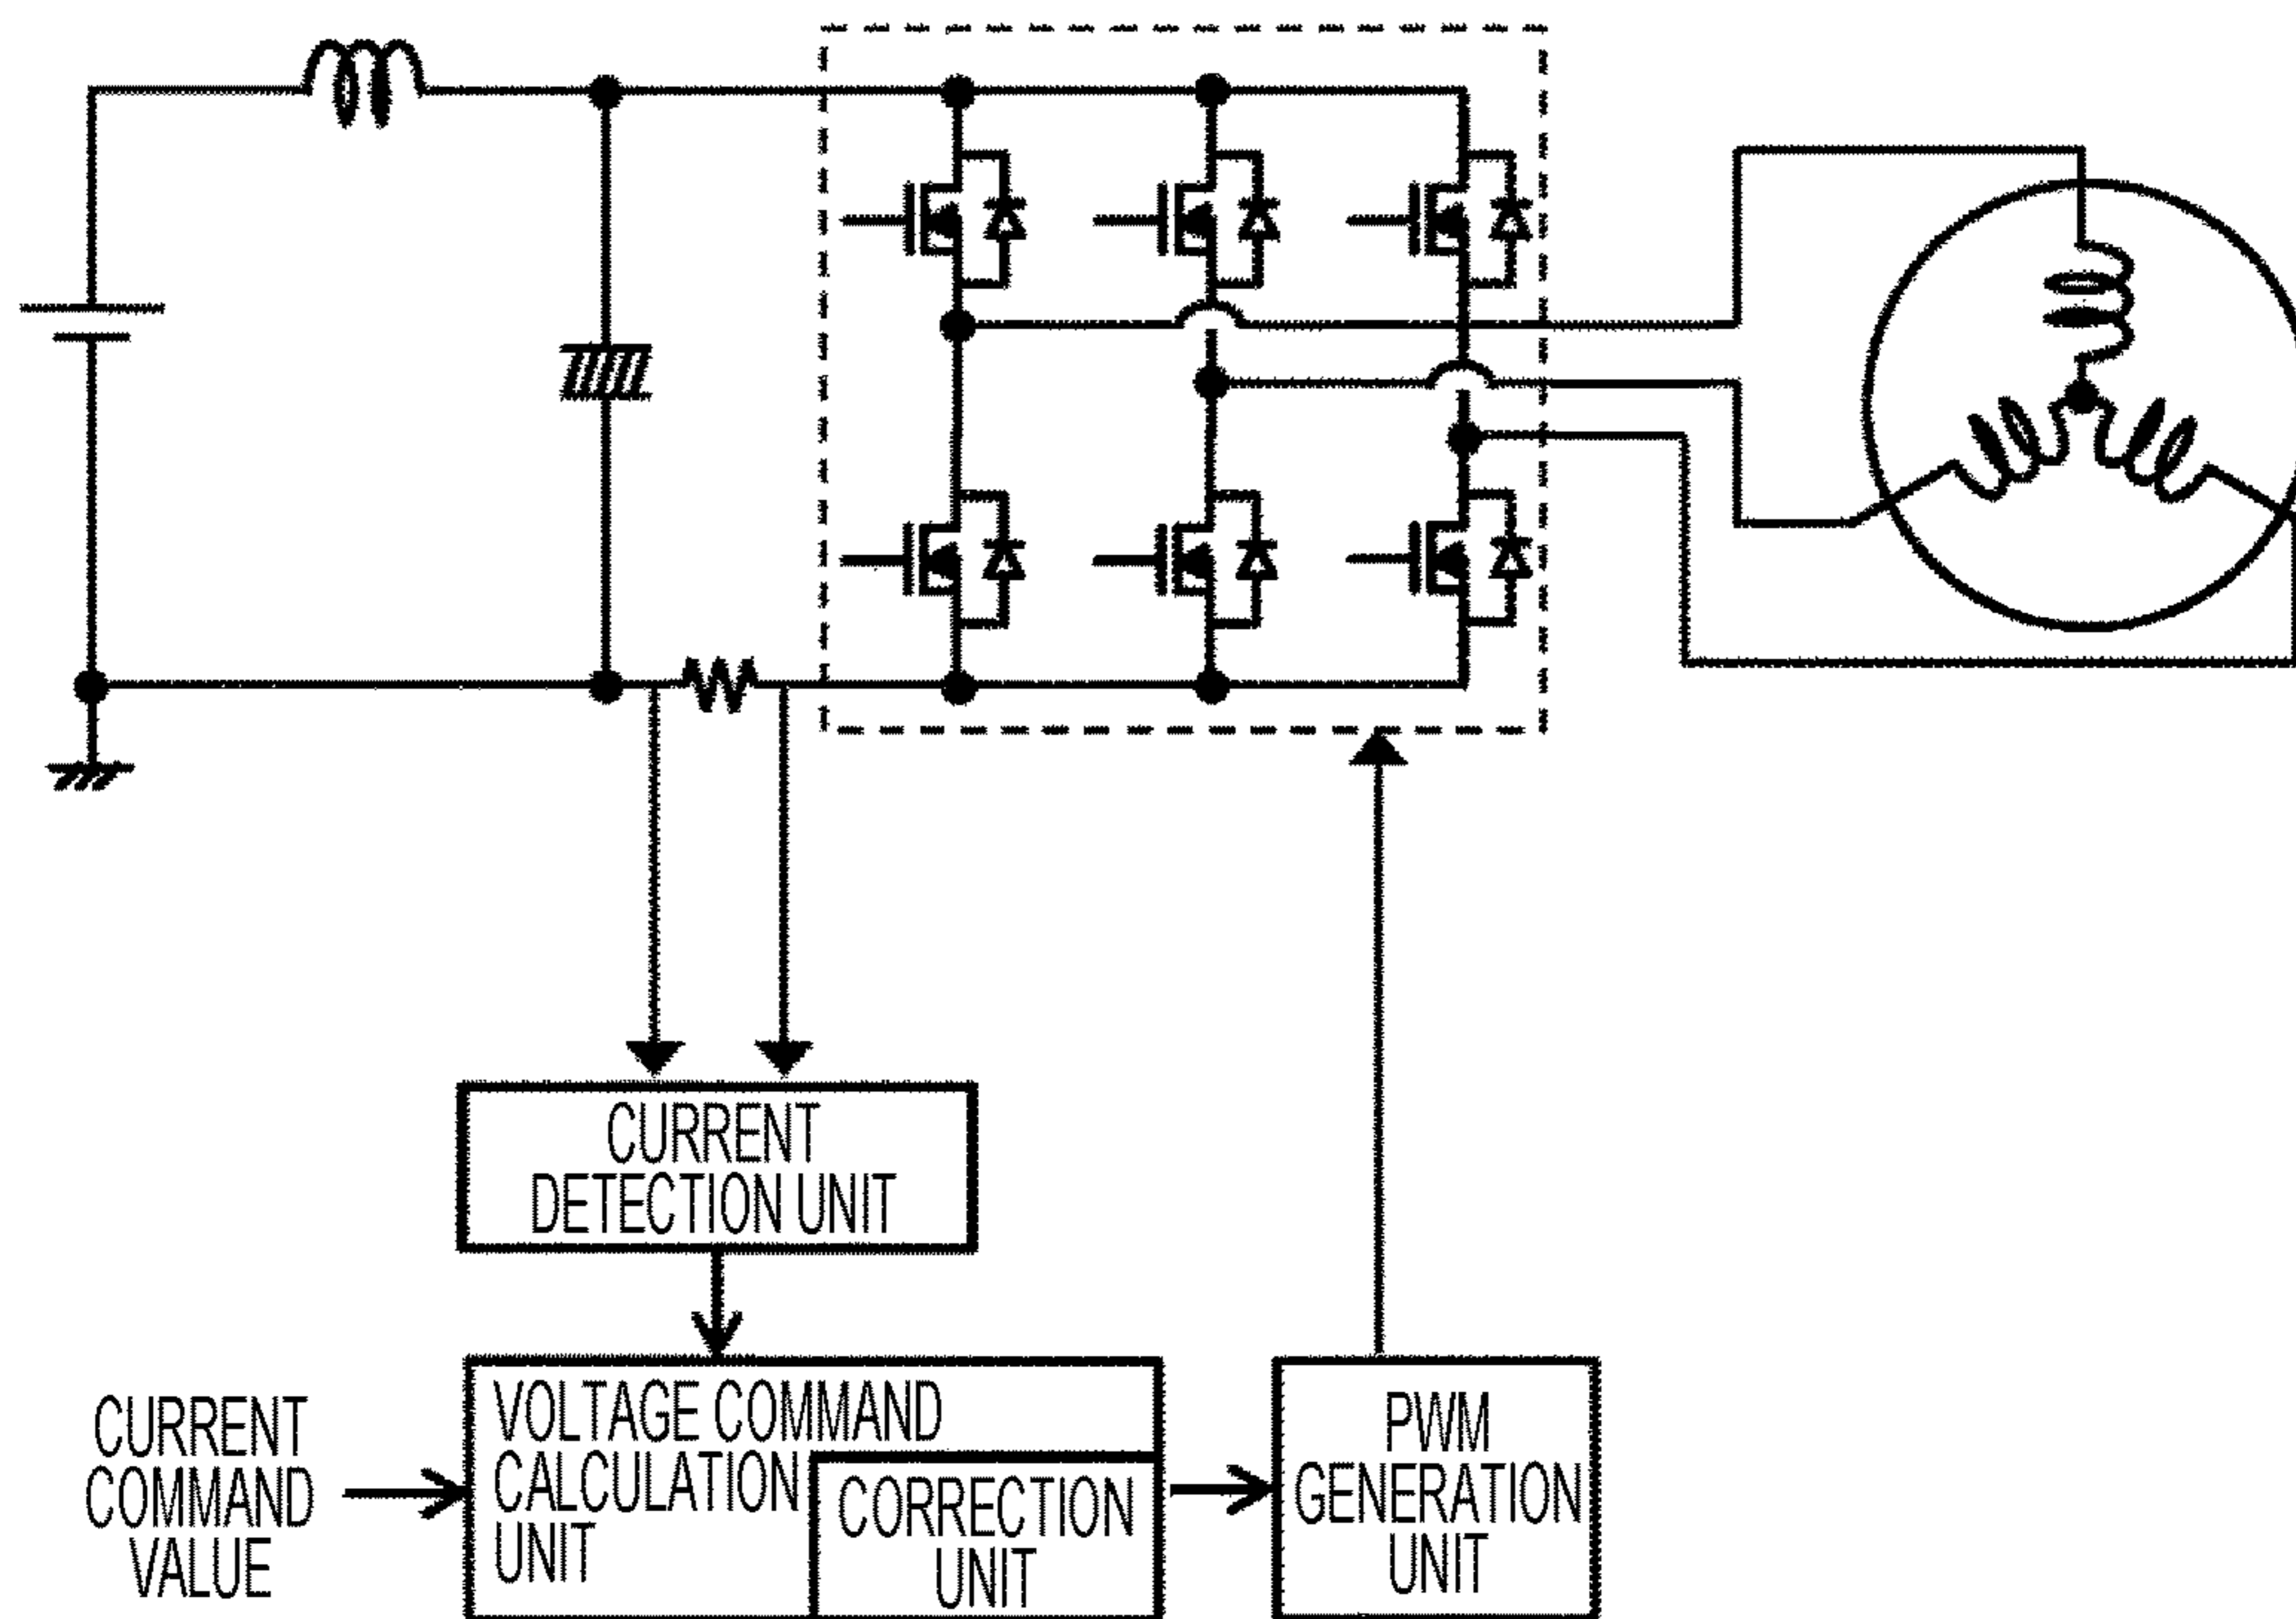 CURRENT
DETECTION UNIT
CURRENT
COMMAND
VALUE
VOLTAGE COMMAND
CALCULATION
UNIT
CORRECTION
UNIT
PWM
GENERATION
UNIT